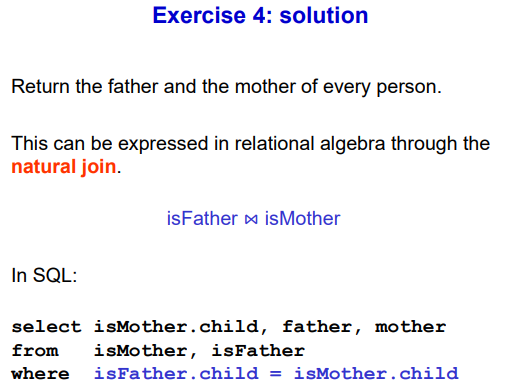 Exercise 4: solution
Return the father and the mother of every person.
This can be expressed in relational algebra through the
natural join.
isFather ⋈ isMother
In SQL:
select isMother.child, father, mother
from isMother, isFather
where isFather.child = isMother.child